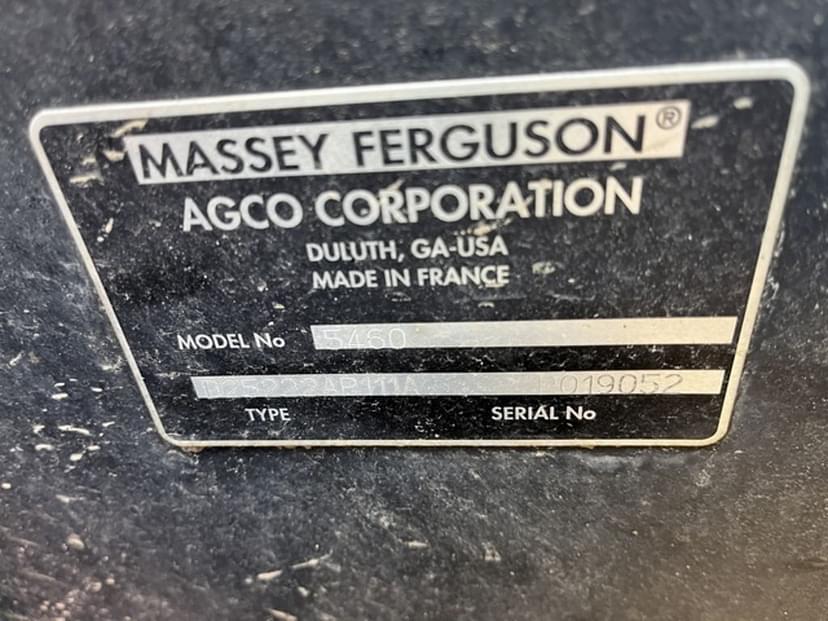 MASSEY FERGUSON®
AGCO CORPORATION
DULUTH, GA-USA
MADE IN FRANCE
MODEL No 5460
019052
TYPE SERIAL No